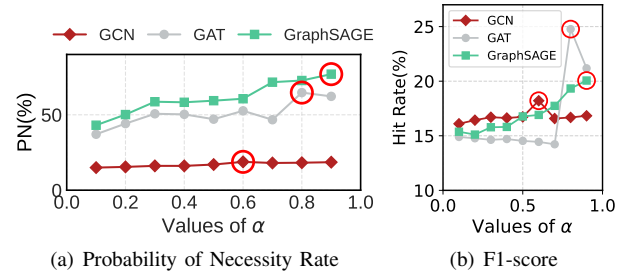 GCN GAT GraphSAGE
PN(%)
50
0
0.0 0.2 0.4 0.6 0.8 1.0
Values of α
(a) Probability of Necessity Rate
GCN
GAT
GraphSAGE
Hit Rate(%)
25
20
15
10
0.0 0.5 1.0
Values of α
(b) F1-score